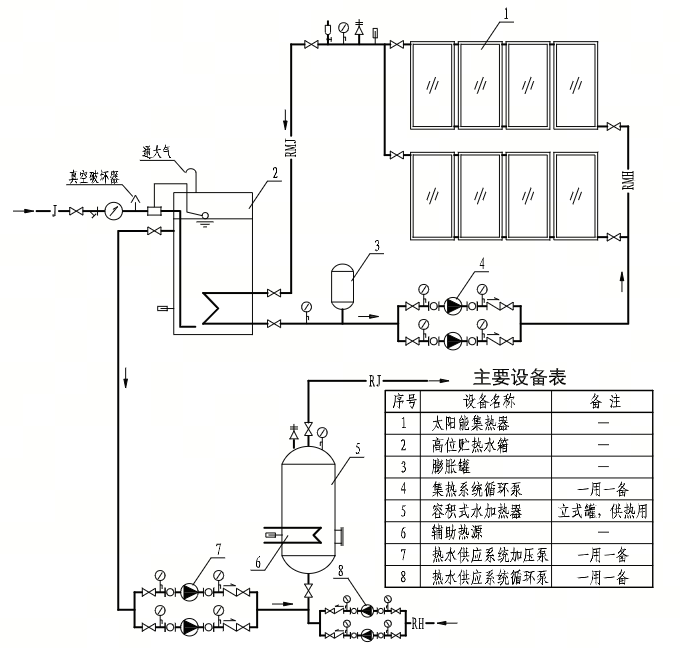 1
通大气
RMJ
真空破坏器
2
RMH
J
3
4
RJ
主要设备表
序号 设备名称 备 注
1 太阳能集热器 —
2 高位贮热水箱 —
3 膨胀罐 —
4 集热系统循环泵 一用一备
5 容积式水加热器 立式罐，供热用
6 辅助热源 —
7 热水供应系统加压泵 一用一备
8 热水供应系统循环泵 一用一备
5
6
7
8
RH